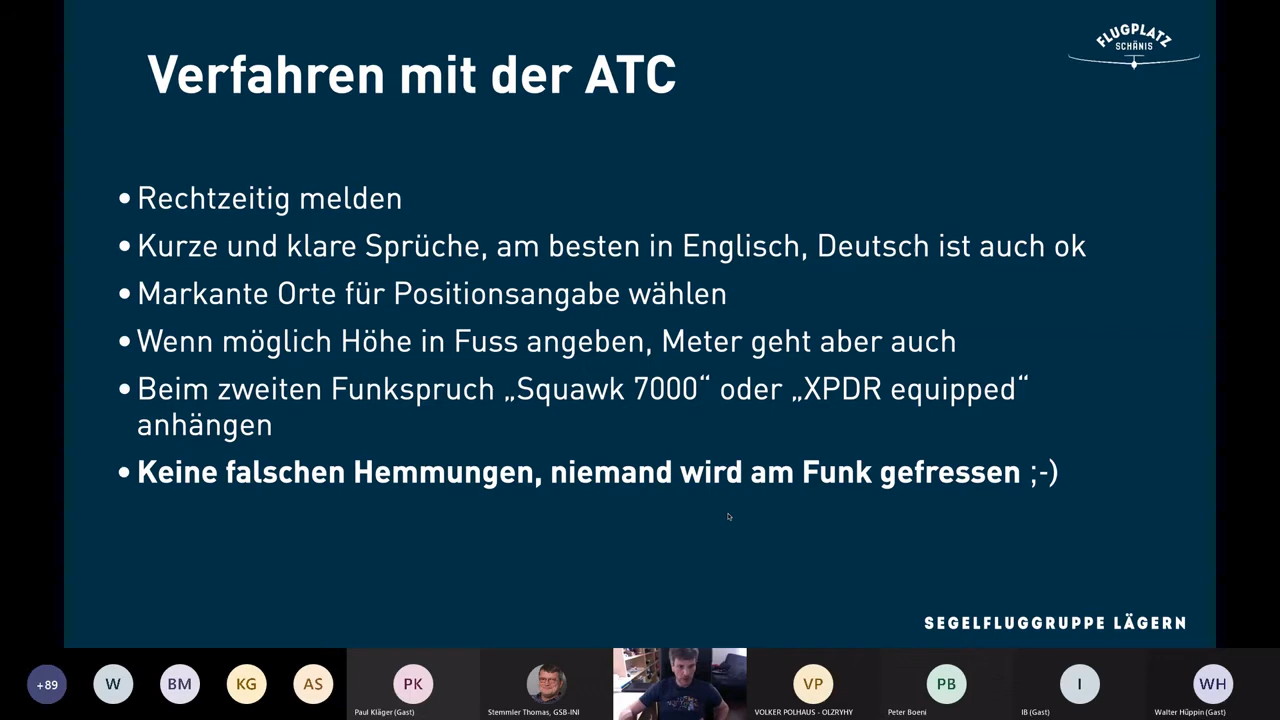 FLUGPLATZ
SCHÄNIS
Verfahren mit der ATC
•Rechtzeitig melden
•Kurze und klare Sprüche, am besten in Englisch, Deutsch ist auch ok
•Markante Orte für Positionsangabe wählen
•Wenn möglich Höhe in Fuss angeben, Meter geht aber auch
•Beim zweiten Funkspruch „Squawk 7000“ oder „XPDR equipped“
anhängen
•Keine falschen Hemmungen, niemand wird am Funk gefressen ;-)
SEGELFLUGGRUPPE LÄGERN
+89
W
BM
KG
AS
PK
VP
PB
I
WH
Paul Kläger (Gast)
Stemmler Thomas, GSB-INI
VOLKER POLHAUS - OLZRYHY
Peter Boeni
IB (Gast)
Walter Hüppin (Gast)